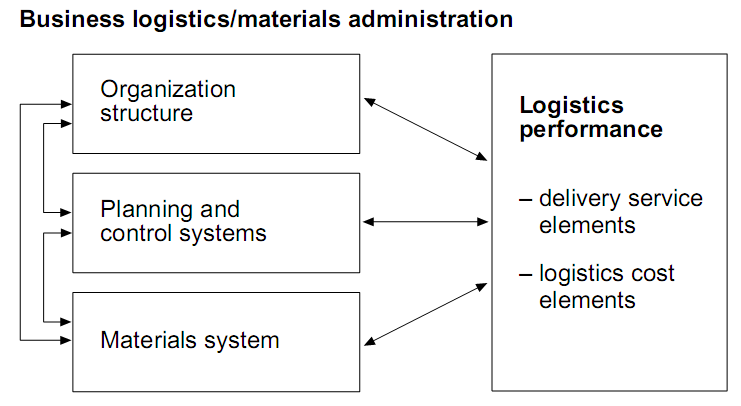 Business logistics/materials administration
Organization
structure
Planning and
control systems
Materials system
Logistics
performance
– delivery service
elements
– logistics cost
elements